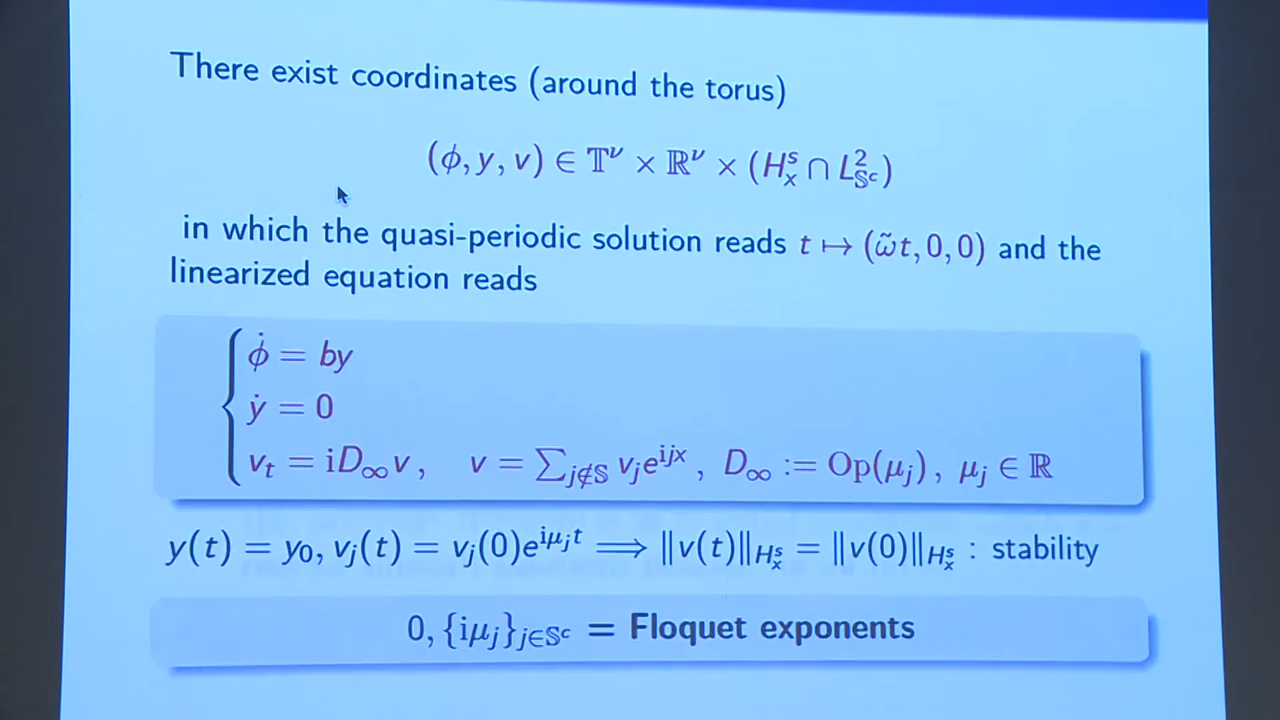 There exist coordinates (around the torus)
(ϕ, y, v) ∈ 𝕋^ν × ℝ^ν × (H^s_x ∩ L^2_{𝕊^c})
in which the quasi-periodic solution reads t ↦ (ω̃t, 0, 0) and the
linearized equation reads
ϕ̇ = by
ẏ = 0
v_t = iD_∞v , v = ∑_{j∉𝕊} v_j e^{ijx} , D_∞ := Op(μ_j) , μ_j ∈ ℝ
y(t) = y_0, v_j(t) = v_j(0)e^{iμ_j t} ⟹ ‖v(t)‖_{H^s_x} = ‖v(0)‖_{H^s_x} : stability
0, {iμ_j}_{j∈𝕊^c} = Floquet exponents